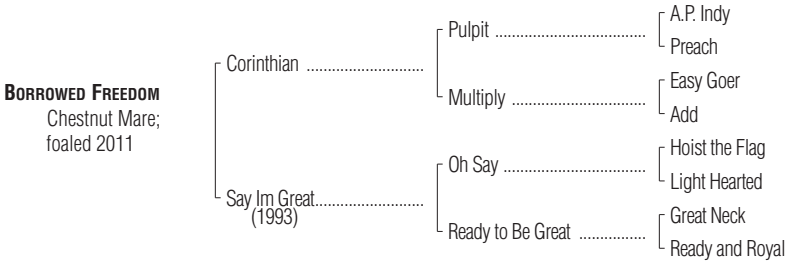 A.P. Indy
Pulpit ......................................
Preach
Corinthian .............................
Easy Goer
Multiply ..................................
Add
BORROWED FREEDOM
Chestnut Mare;
foaled 2011
Hoist the Flag
Oh Say ....................................
Light Hearted
Say Im Great...........................
(1993)
Great Neck
Ready to Be Great .................
Ready and Royal